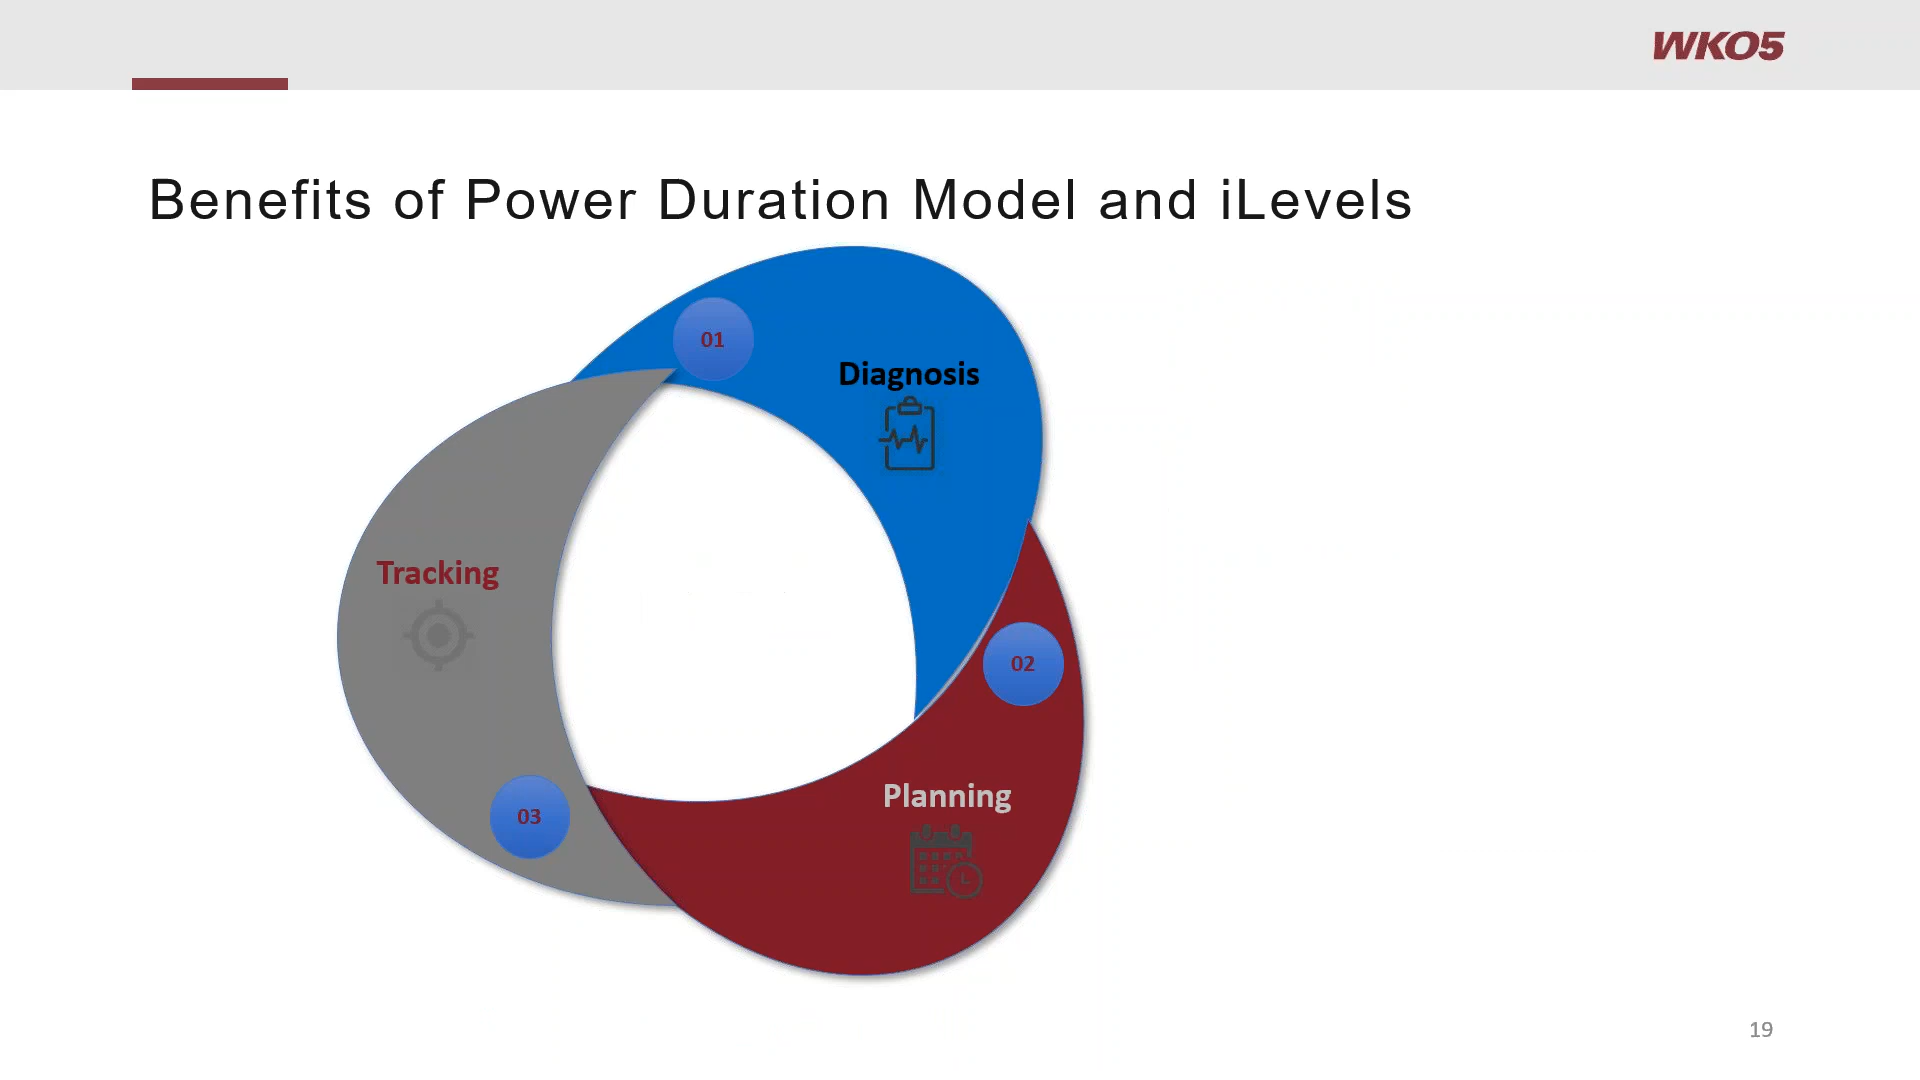 WKO5
Benefits of Power Duration Model and iLevels
01
Diagnosis
Tracking
02
Planning
03
19